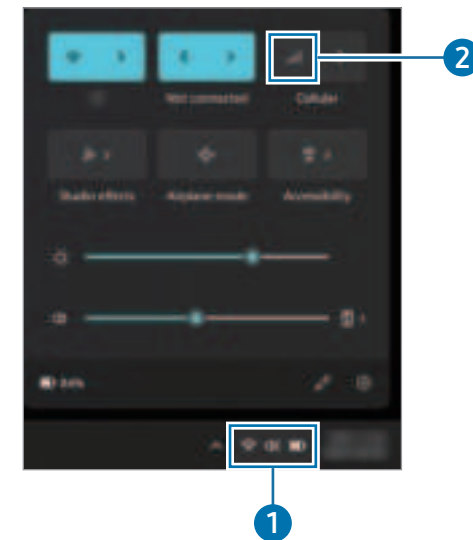 2
Not connected
Cellular
Studio effects
Airplane mode
Accessibility
1